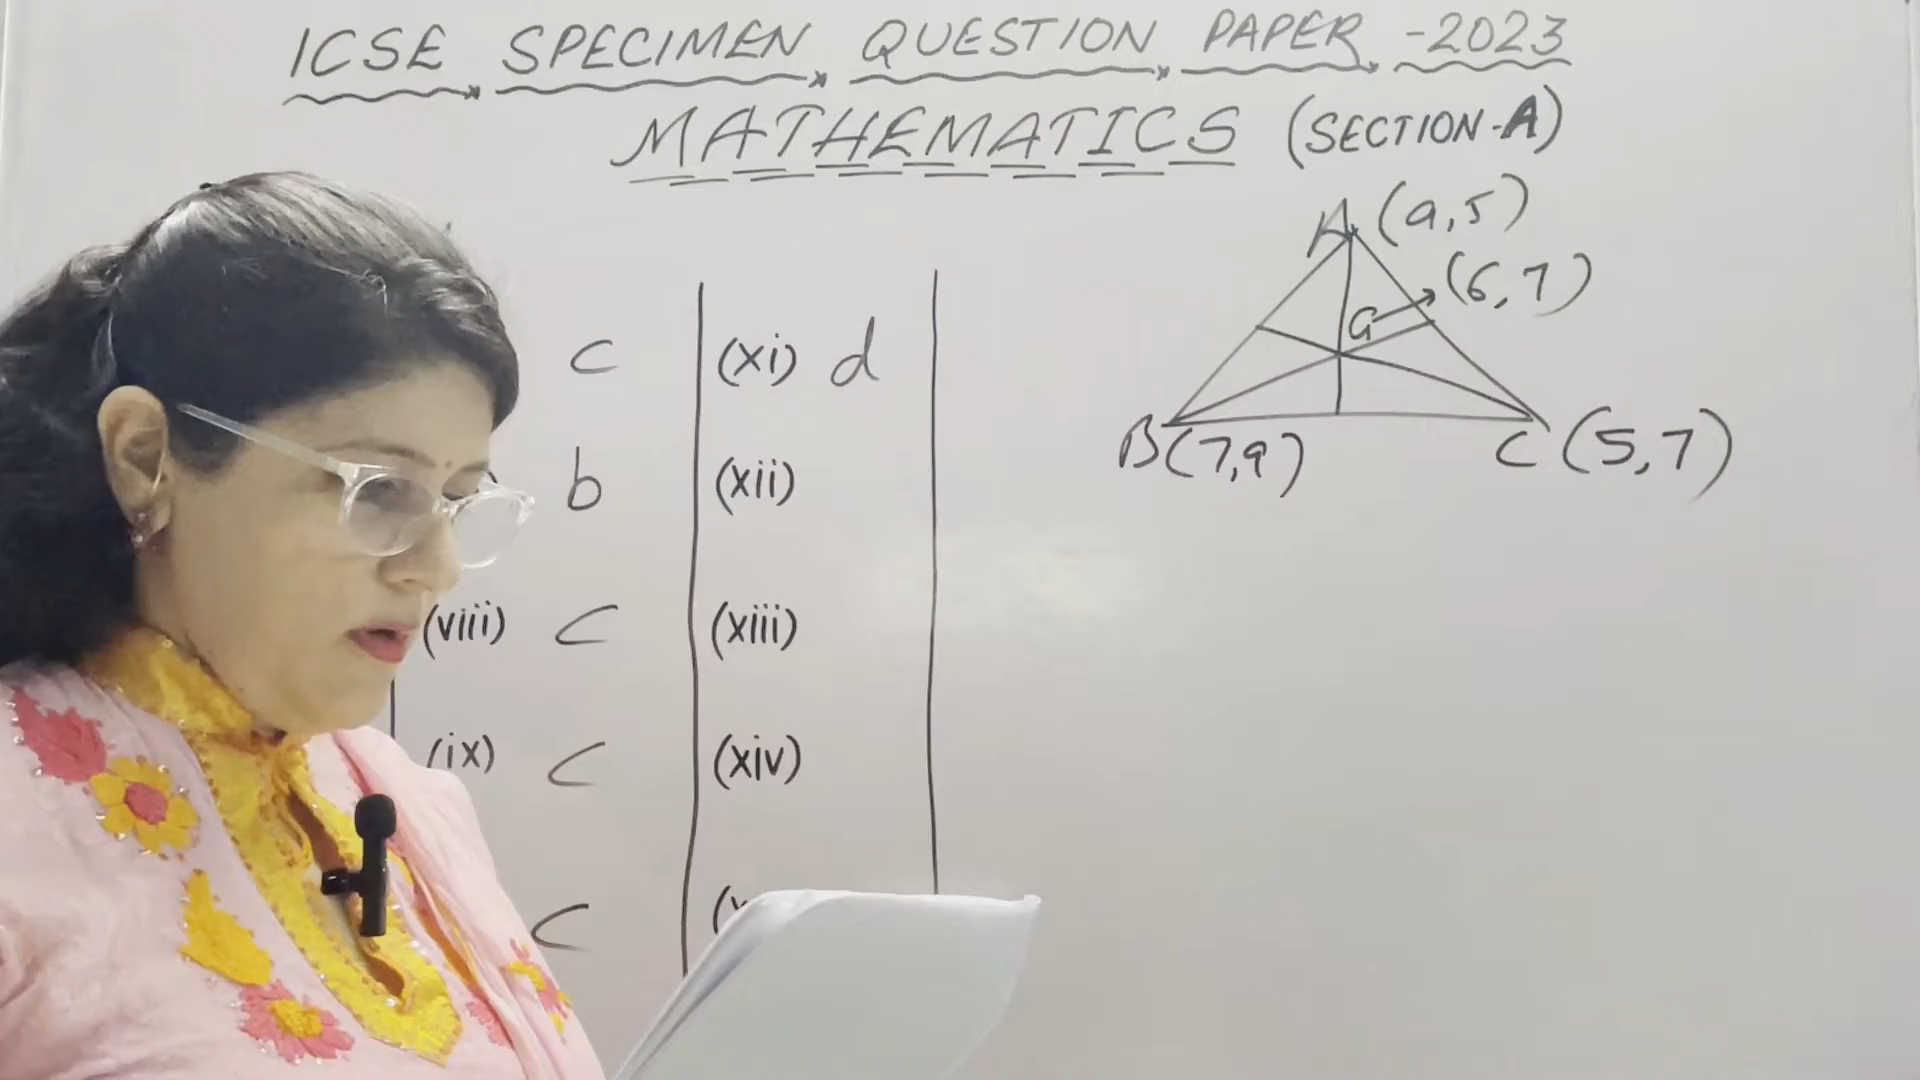 ICSE SPECIMEN QUESTION PAPER -2023
MATHEMATICS (SECTION-A)
A (a,5)
G (6,7)
B(7,9) C (5,7)
c (xi) d
b (xii)
(viii) c (xiii)
(ix) c (xiv)
c